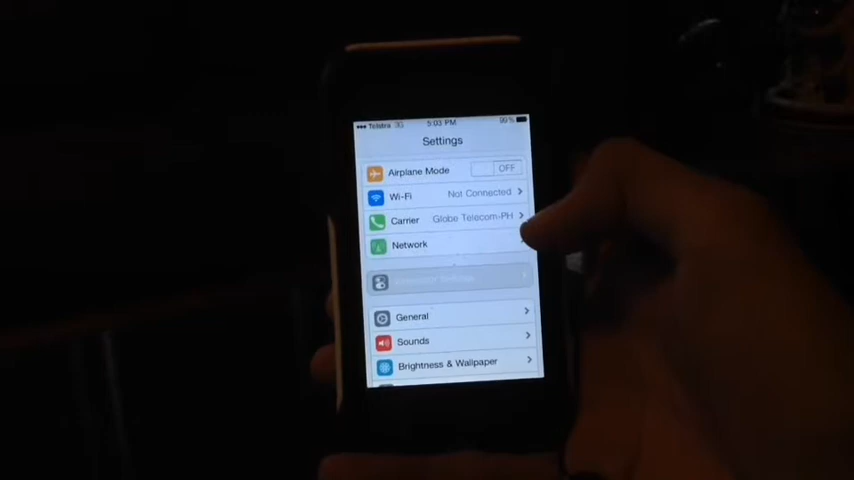 Telstra 3G 5:03 PM 99%
Settings
Airplane Mode OFF
Wi-Fi Not Connected
Carrier Globe Telecom-PH
Network
General
Sounds
Brightness & Wallpaper